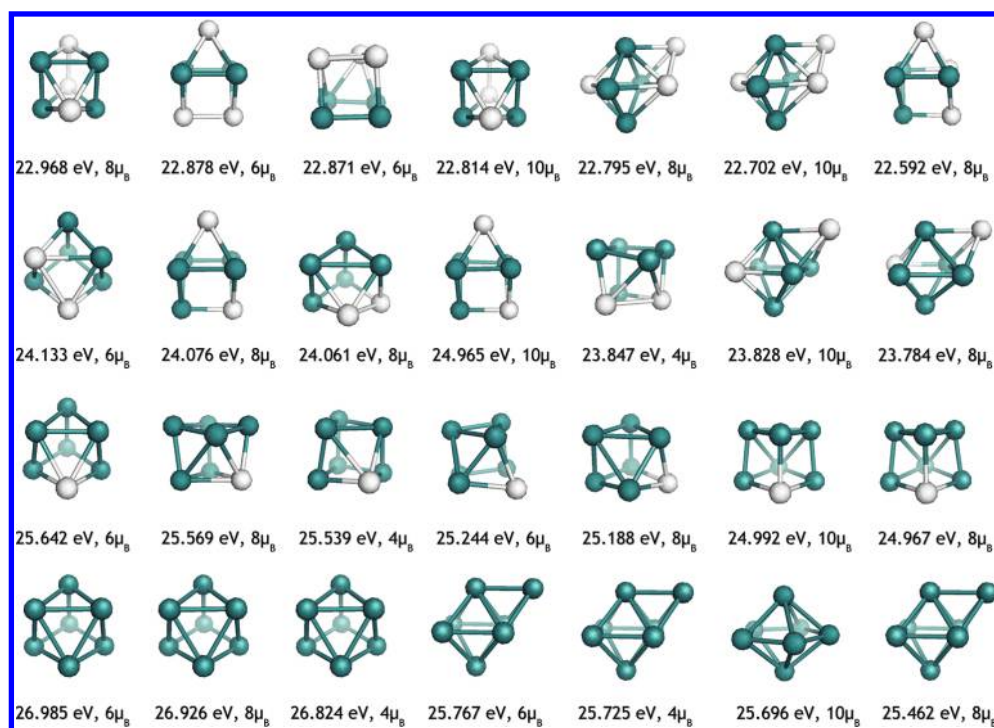 22.968 eV, 8μB 22.878 eV, 6μB 22.871 eV, 6μB 22.814 eV, 10μB 22.795 eV, 8μB 22.702 eV, 10μB 22.592 eV, 8μB
24.133 eV, 6μB 24.076 eV, 8μB 24.061 eV, 8μB 24.965 eV, 10μB 23.847 eV, 4μB 23.828 eV, 10μB 23.784 eV, 8μB
25.642 eV, 6μB 25.569 eV, 8μB 25.539 eV, 4μB 25.244 eV, 6μB 25.188 eV, 8μB 24.992 eV, 10μB 24.967 eV, 8μB
26.985 eV, 6μB 26.926 eV, 8μB 26.824 eV, 4μB 25.767 eV, 6μB 25.725 eV, 4μB 25.696 eV, 10μB 25.462 eV, 8μB